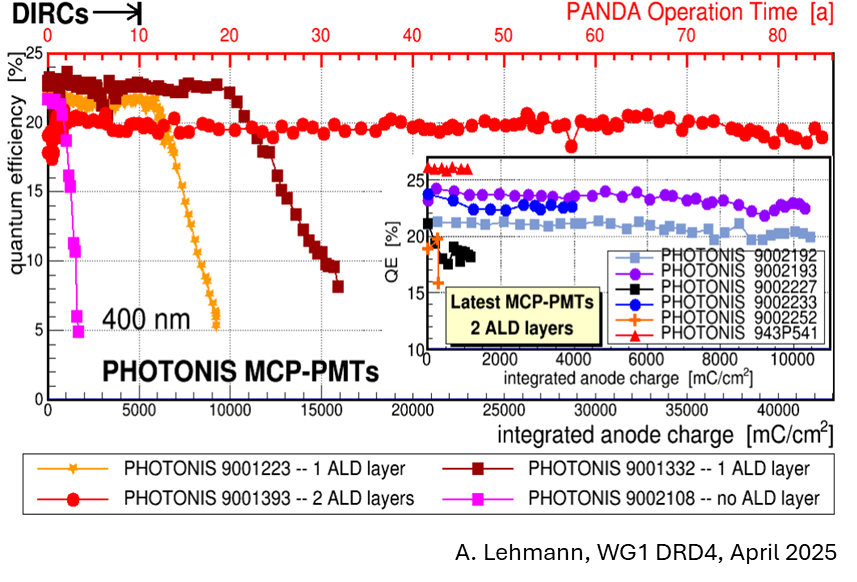 DIRCs
PANDA Operation Time [a]
0 10 20 30 40 50 60 70 80
quantum efficiency [%]
25
20
15
10
5
0
400 nm
PHOTONIS MCP-PMTs
QE [%]
25
20
15
10
Latest MCP-PMTs
2 ALD layers
PHOTONIS 9002192
PHOTONIS 9002193
PHOTONIS 9002227
PHOTONIS 9002233
PHOTONIS 9002252
PHOTONIS 943P541
0 2000 4000 6000 8000 10000
integrated anode charge [mC/cm²]
0 5000 10000 15000 20000 25000 30000 35000 40000
integrated anode charge [mC/cm²]
PHOTONIS 9001223 -- 1 ALD layer
PHOTONIS 9001332 -- 1 ALD layer
PHOTONIS 9001393 -- 2 ALD layers
PHOTONIS 9002108 -- no ALD layer
A. Lehmann, WG1 DRD4, April 2025